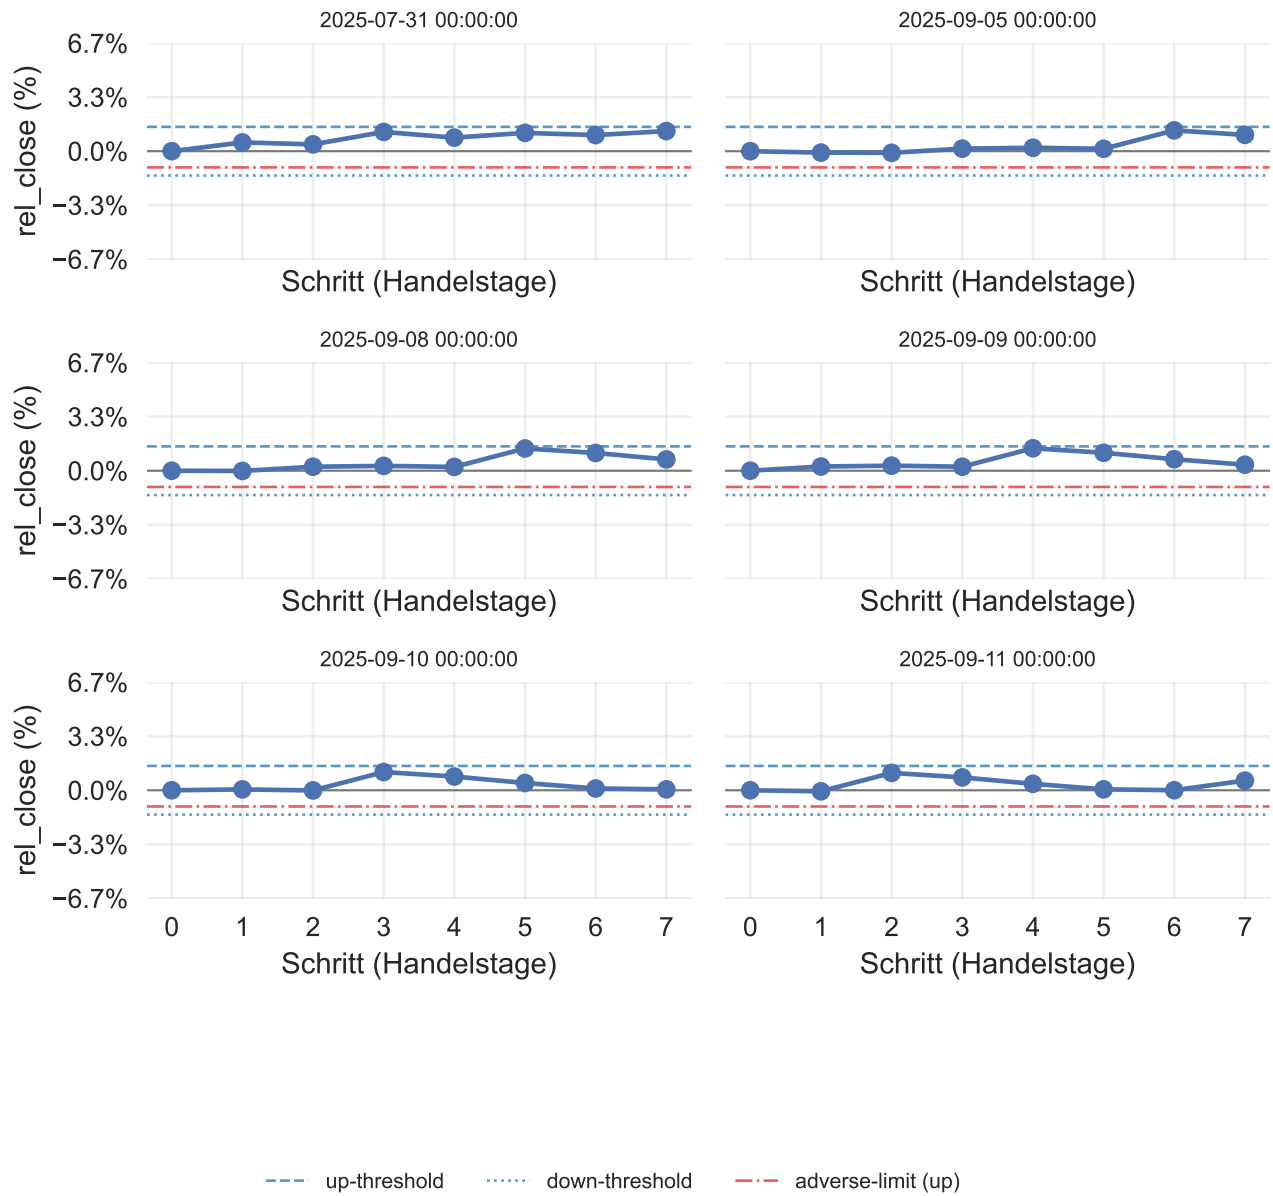 2025-07-31 00:00:00
2025-09-05 00:00:00
6.7%
3.3%
0.0%
−3.3%
−6.7%
rel_close (%)
Schritt (Handelstage)
Schritt (Handelstage)
2025-09-08 00:00:00
2025-09-09 00:00:00
6.7%
3.3%
0.0%
−3.3%
−6.7%
rel_close (%)
Schritt (Handelstage)
Schritt (Handelstage)
2025-09-10 00:00:00
2025-09-11 00:00:00
6.7%
3.3%
0.0%
−3.3%
−6.7%
rel_close (%)
0 1 2 3 4 5 6 7
0 1 2 3 4 5 6 7
Schritt (Handelstage)
Schritt (Handelstage)
up-threshold down-threshold adverse-limit (up)